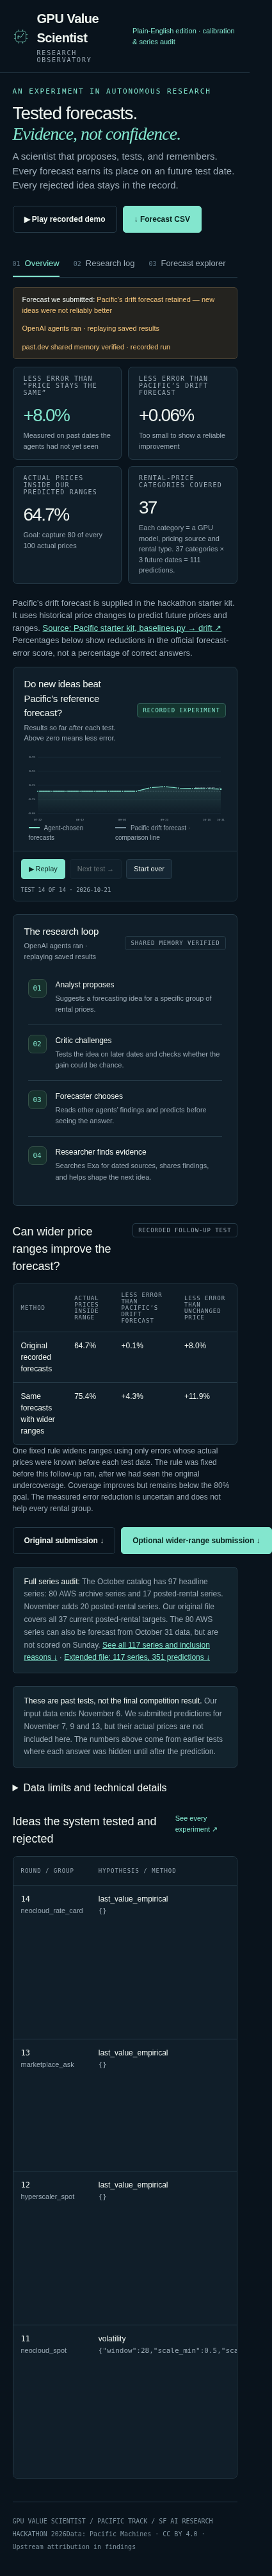 GPU Value
Scientist
RESEARCH
OBSERVATORY
Plain-English edition · calibration
& series audit
AN EXPERIMENT IN AUTONOMOUS RESEARCH
Tested forecasts.
Evidence, not confidence.
A scientist that proposes, tests, and remembers.
Every forecast earns its place on an future test date.
Every rejected idea stays in the record.
▶ Play recorded demo
↓ Forecast CSV
01 Overview
02 Research log
03 Forecast explorer
Forecast we submitted: Pacific's drift forecast retained — new
ideas were not reliably better
OpenAI agents ran · replaying saved results
past.dev shared memory verified · recorded run
LESS ERROR THAN
"PRICE STAYS THE
SAME"
+8.0%
Measured on past dates the
agents had not yet seen
LESS ERROR THAN
PACIFIC'S DRIFT
FORECAST
+0.06%
Too small to show a reliable
improvement
ACTUAL PRICES
INSIDE OUR
PREDICTED RANGES
64.7%
Goal: capture 80 of every
100 actual prices
RENTAL-PRICE
CATEGORIES COVERED
37
Each category = a GPU
model, pricing source and
rental type. 37 categories ×
3 future dates = 111
predictions.
Pacific's drift forecast is supplied in the hackathon starter kit.
It uses historical price changes to predict future prices and
ranges. Source: Pacific starter kit, baselines.py → drift ↗
Percentages below show reductions in the official forecast-
error score, not a percentage of correct answers.
Do new ideas beat
Pacific's reference
forecast?
Results so far after each test.
Above zero means less error.
RECORDED EXPERIMENT
Agent-chosen
forecasts
Pacific drift forecast ·
comparison line
▶ Replay
Next test →
Start over
TEST 14 OF 14 · 2026-10-21
The research loop
OpenAI agents ran ·
replaying saved results
SHARED MEMORY VERIFIED
01
Analyst proposes
Suggests a forecasting idea for a specific group of
rental prices.
02
Critic challenges
Tests the idea on later dates and checks whether the
gain could be chance.
03
Forecaster chooses
Reads other agents' findings and predicts before
seeing the answer.
04
Researcher finds evidence
Searches Exa for dated sources, shares findings,
and helps shape the next idea.
Can wider price
ranges improve the
forecast?
RECORDED FOLLOW-UP TEST
METHOD
ACTUAL
PRICES
INSIDE
RANGE
LESS ERROR
THAN
PACIFIC'S
DRIFT
FORECAST
LESS ERROR
THAN
UNCHANGED
PRICE
Original
recorded
forecasts
64.7%
+0.1%
+8.0%
Same
forecasts
with wider
ranges
75.4%
+4.3%
+11.9%
One fixed rule widens ranges using only errors whose actual
prices were known before each test date. The rule was fixed
before this follow-up ran, after we had seen the original
undercoverage. Coverage improves but remains below the 80%
goal. The measured error reduction is uncertain and does not
help every rental group.
Original submission ↓
Optional wider-range submission ↓
Full series audit: The October catalog has 97 headline
series: 80 AWS archive series and 17 posted-rental series.
November adds 20 posted-rental series. Our original file
covers all 37 current posted-rental targets. The 80 AWS
series can also be forecast from October 31 data, but are
not scored on Sunday. See all 117 series and inclusion
reasons ↓ · Extended file: 117 series, 351 predictions ↓
These are past tests, not the final competition result. Our
input data ends November 6. We submitted predictions for
November 7, 9 and 13, but their actual prices are not
included here. The numbers above come from earlier tests
where each answer was hidden until after the prediction.
▶ Data limits and technical details
Ideas the system tested and
rejected
See every
experiment ↗
ROUND / GROUP
HYPOTHESIS / METHOD
14
neocloud_rate_card
last_value_empirical
{}
13
marketplace_ask
last_value_empirical
{}
12
hyperscaler_spot
last_value_empirical
{}
11
neocloud_spot
volatility
{"window":28,"scale_min":0.5,"sca
GPU VALUE SCIENTIST / PACIFIC TRACK / SF AI RESEARCH
HACKATHON 2026Data: Pacific Machines · CC BY 4.0 ·
Upstream attribution in findings